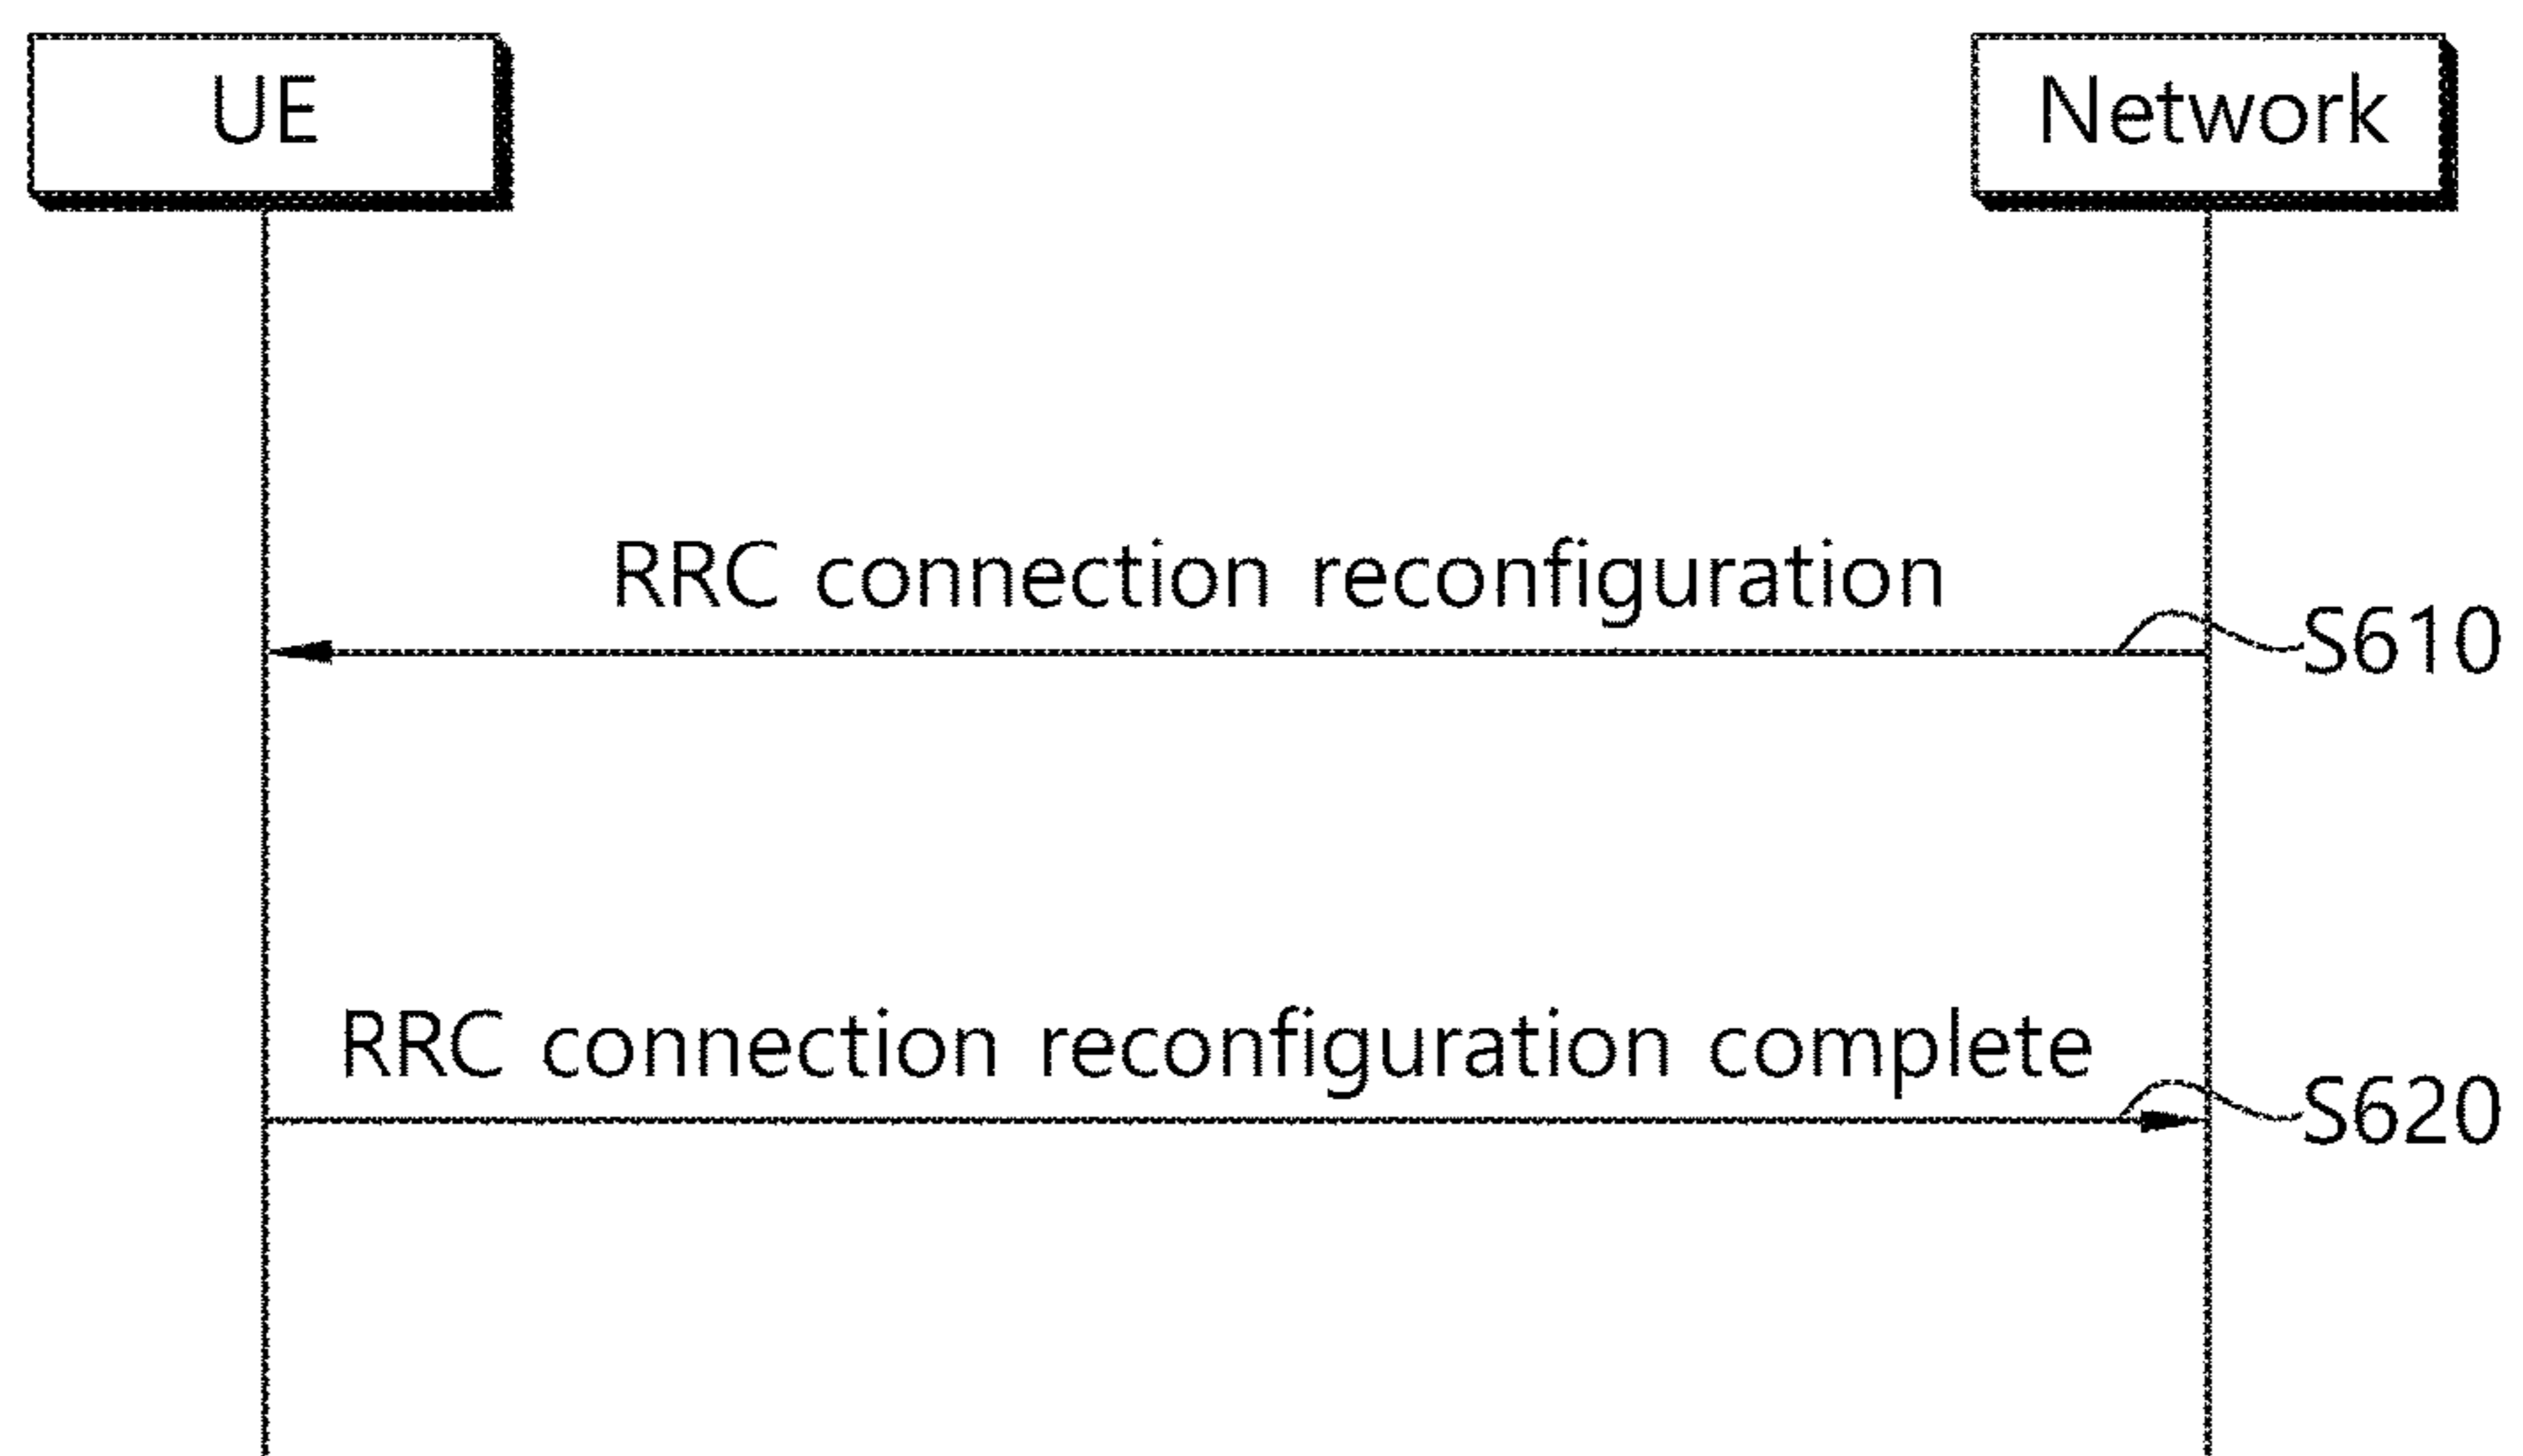 UE
Network
RRC connection reconfiguration
S610
RRC connection reconfiguration complete
S620